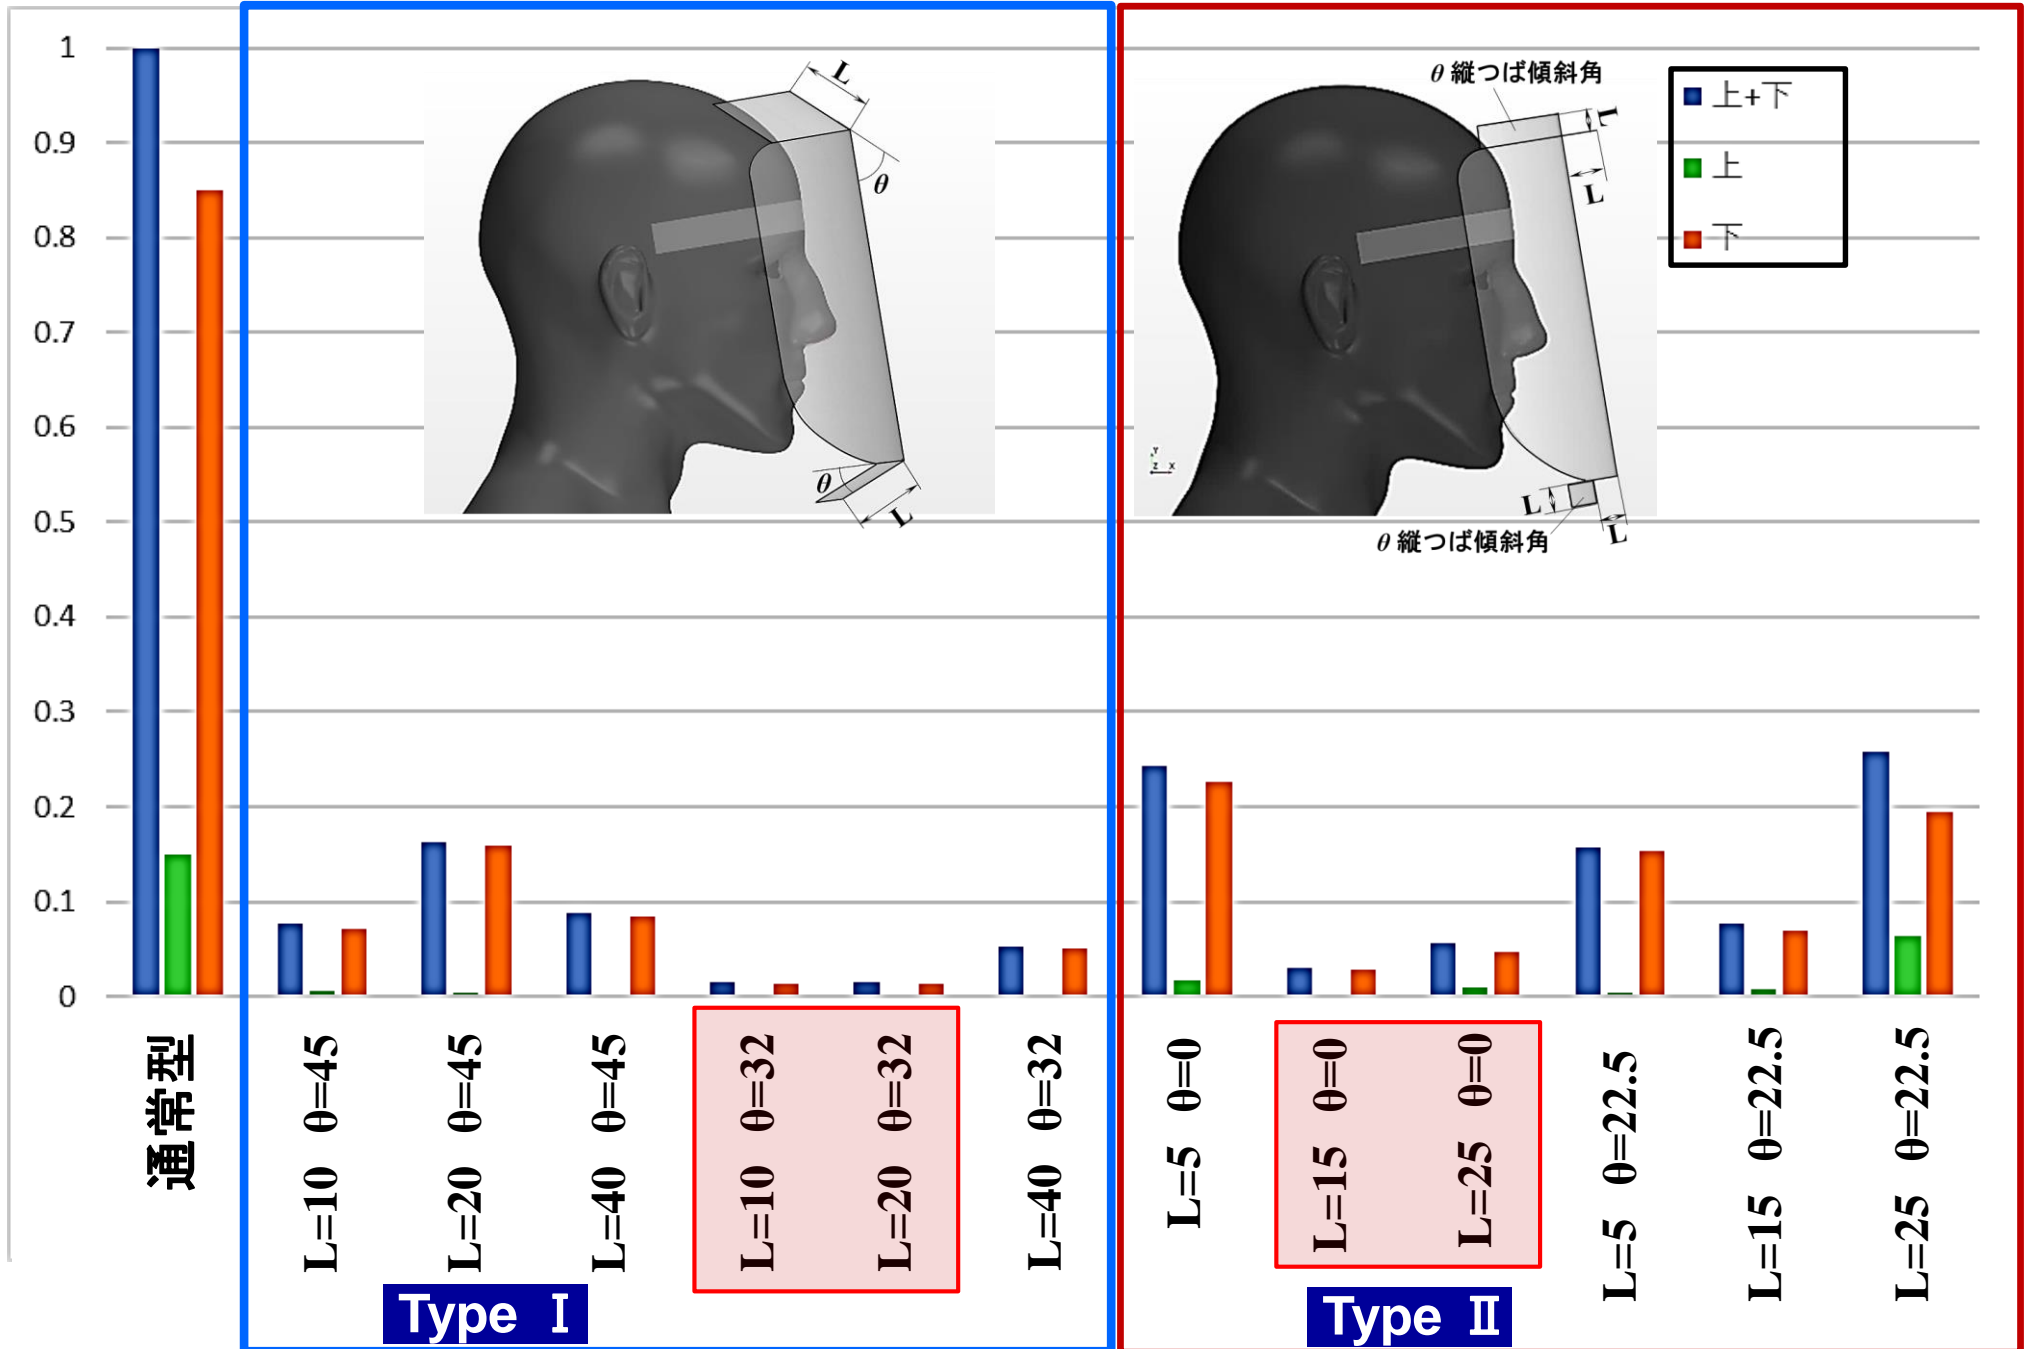 1
0.9
0.8
0.7
0.6
0.5
0.4
0.3
0.2
0.1
0
L
θ
θ
L
θ 縦つば傾斜角
L
L
Y
Z X
L
L
θ 縦つば傾斜角
上+下
上
下
通常型
L=10 θ=45
L=20 θ=45
L=40 θ=45
L=10 θ=32
L=20 θ=32
L=40 θ=32
L=5 θ=0
L=15 θ=0
L=25 θ=0
L=5 θ=22.5
L=15 θ=22.5
L=25 θ=22.5
Type Ⅰ
Type Ⅱ